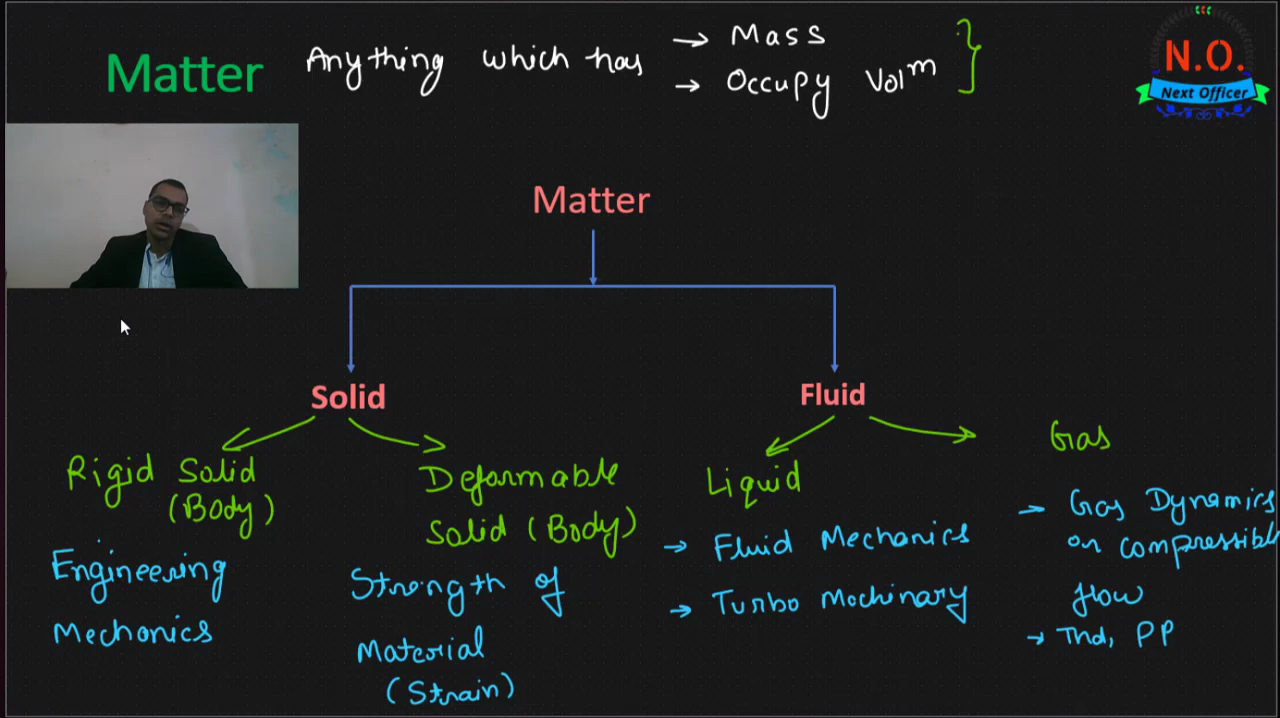 Matter Anything which has → Mass
→ Occupy Vol^m
N.O.
Next Officer
Matter
Solid
Fluid
Rigid Solid
(Body)
Deformable
Solid (Body)
Liquid
Gas
Engineering
Mechanics
Strength of
Material
(Strain)
→ Fluid Mechanics
→ Turbo Machinary
→ Gas Dynamics
or compressible
flow
→ Thd, PP